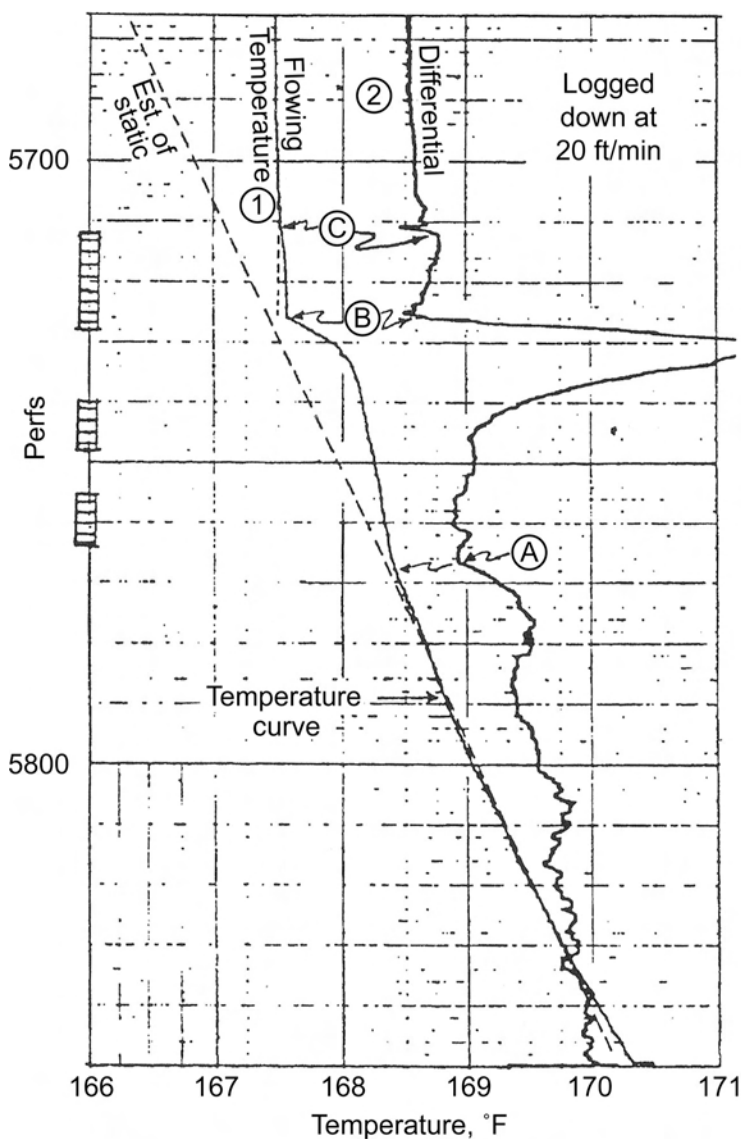 Est. of
static
Temperature
Flowing
Differential
Logged
down at
20 ft/min
5700
1
2
C
B
A
Perfs
Temperature
curve
5800
166
167
168
169
170
171
Temperature, °F